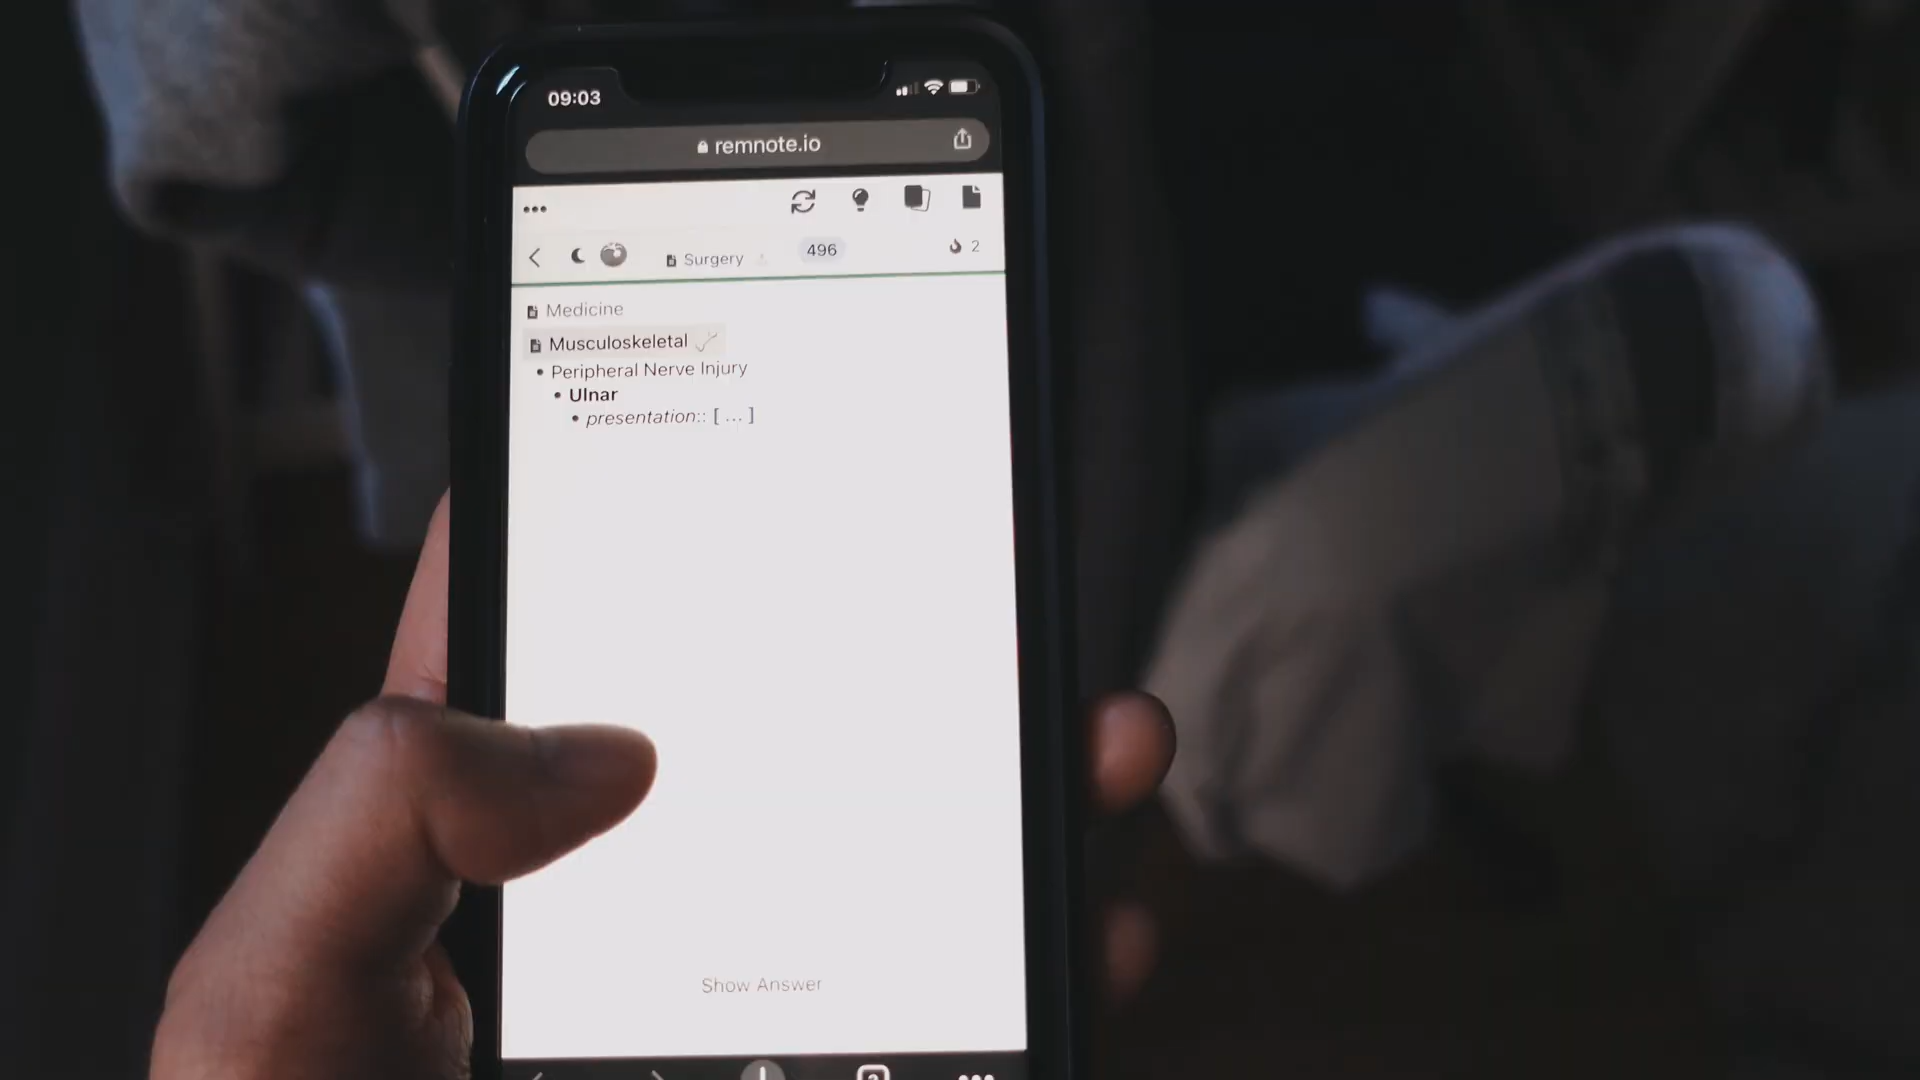 09:03
remnote.io
Surgery
496
2
Medicine
Musculoskeletal
• Peripheral Nerve Injury
• Ulnar
• presentation:: [ ... ]
Show Answer